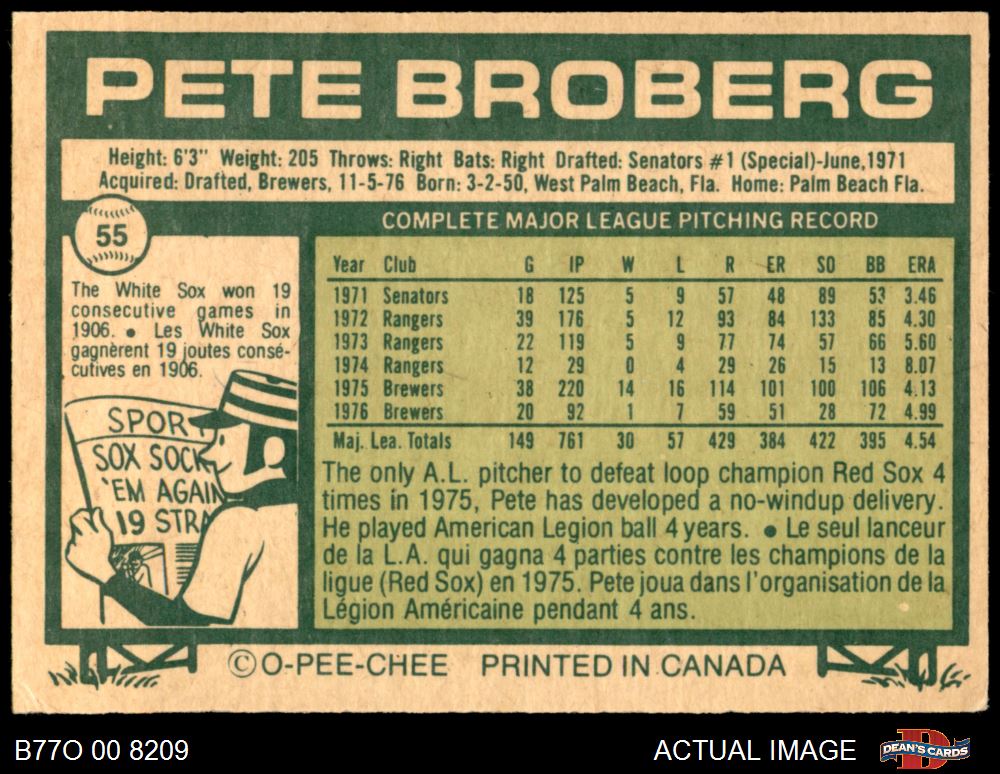 PETE BROBERG
Height: 6'3" Weight: 205 Throws: Right Bats: Right Drafted: Senators #1 (Special)-June,1971
Acquired: Drafted, Brewers, 11-5-76 Born: 3-2-50, West Palm Beach, Fla. Home: Palm Beach Fla.
55
The White Sox won 19
consecutive games in
1906. ● Les White Sox
gagnèrent 19 joutes consé-
cutives en 1906.
SPORT
SOX SOCK
'EM AGAIN
19 STRA
COMPLETE MAJOR LEAGUE PITCHING RECORD
Year Club G IP W L R ER SO BB ERA
1971 Senators 18 125 5 9 57 48 89 53 3.46
1972 Rangers 39 176 5 12 93 84 133 85 4.30
1973 Rangers 22 119 5 9 77 74 57 66 5.60
1974 Rangers 12 29 0 4 29 26 15 13 8.07
1975 Brewers 38 220 14 16 114 101 100 106 4.13
1976 Brewers 20 92 1 7 59 51 28 72 4.99
Maj. Lea. Totals 149 761 30 57 429 384 422 395 4.54
The only A.L. pitcher to defeat loop champion Red Sox 4
times in 1975, Pete has developed a no-windup delivery.
He played American Legion ball 4 years. ● Le seul lanceur
de la L.A. qui gagna 4 parties contre les champions de la
ligue (Red Sox) en 1975. Pete joua dans l'organisation de la
Légion Américaine pendant 4 ans.
©O-PEE-CHEE PRINTED IN CANADA
B77O 00 8209
ACTUAL IMAGE
DEAN'S CARDS